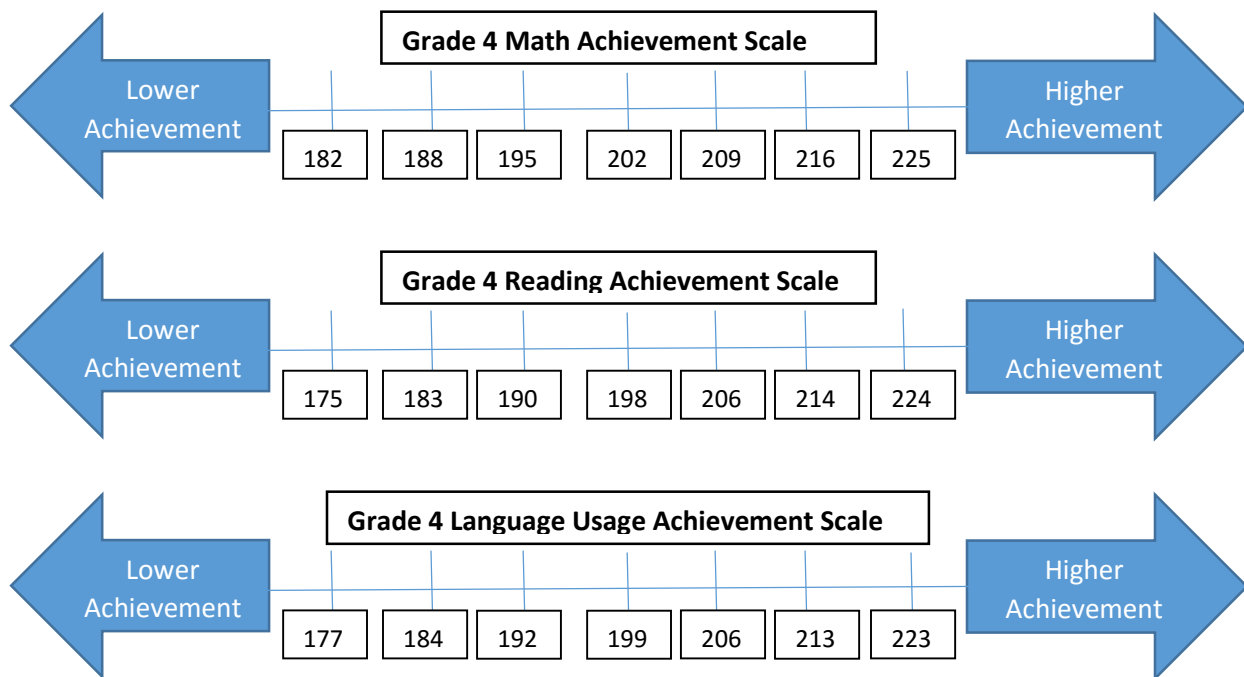 Grade 4 Math Achievement Scale
Lower
Achievement
Higher
Achievement
182 188 195 202 209 216 225
Grade 4 Reading Achievement Scale
Lower
Achievement
Higher
Achievement
175 183 190 198 206 214 224
Grade 4 Language Usage Achievement Scale
Lower
Achievement
Higher
Achievement
177 184 192 199 206 213 223